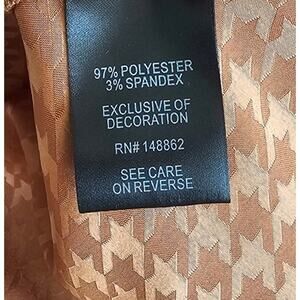 97% POLYESTER
3% SPANDEX
EXCLUSIVE OF
DECORATION
RN# 148862
SEE CARE
ON REVERSE